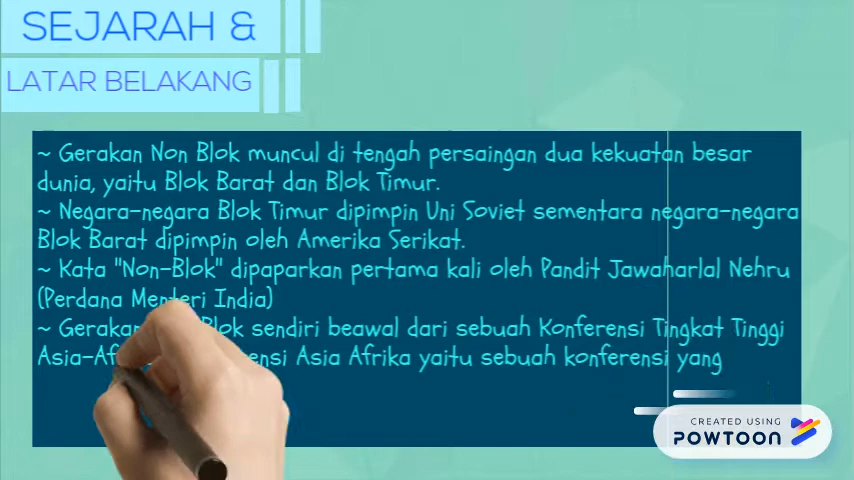 SEJARAH &
LATAR BELAKANG
~ Gerakan Non Blok muncul di tengah persaingan dua kekuatan besar
dunia, yaitu Blok Barat dan Blok Timur.
~ Negara-negara Blok Timur dipimpin Uni Soviet sementara negara-negara
Blok Barat dipimpin oleh Amerika Serikat.
~ Kata "Non-Blok" dipaparkan pertama kali oleh Pandit Jawaharlal Nehru
(Perdana Menteri India)
~ Gerakan Blok sendiri beawal dari sebuah Konferensi Tingkat Tinggi
Asia Afrika yaitu sebuah konferensi yang
CREATED USING
POWTOON